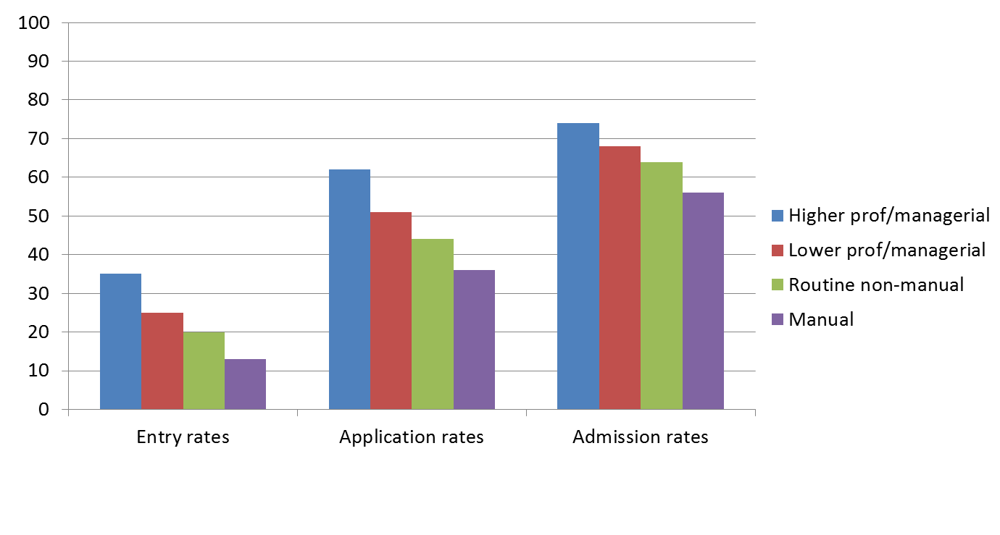 100
90
80
70
60
50
40
30
20
10
0
Entry rates
Application rates
Admission rates
Higher prof/managerial
Lower prof/managerial
Routine non-manual
Manual